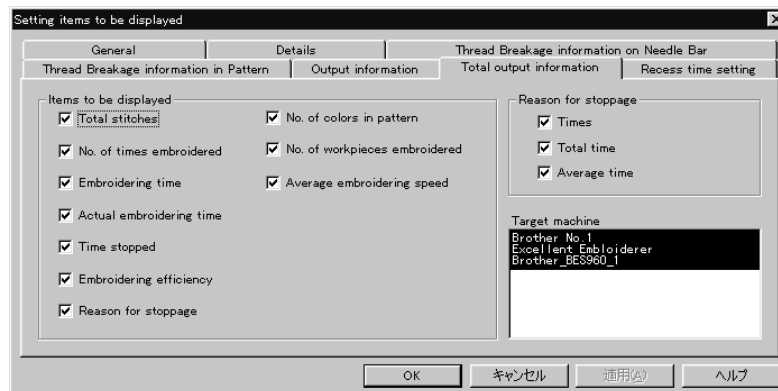 Setting items to be displayed
General Details Thread Breakage information on Needle Bar
Thread Breakage information in Pattern Output information Total output information Recess time setting
Items to be displayed
Total stitches
No. of times embroidered
Embroidering time
Actual embroidering time
Time stopped
Embroidering efficiency
Reason for stoppage
No. of colors in pattern
No. of workpieces embroidered
Average embroidering speed
Reason for stoppage
Times
Total time
Average time
Target machine
Brother No.1
Excellent Embloiderer
Brother_BES960_1
OK キャンセル 適用(A) ヘルプ